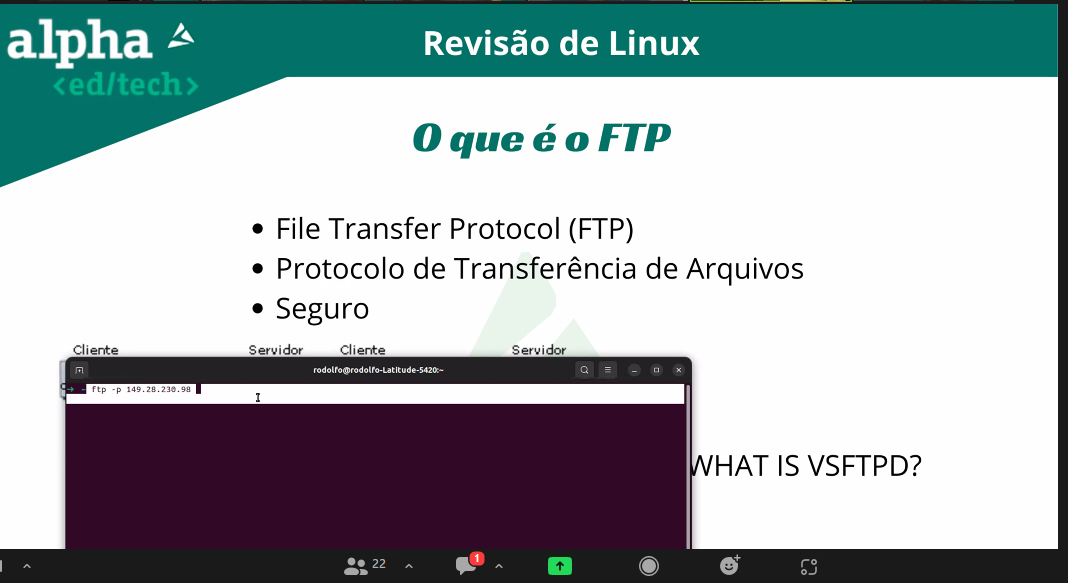 alpha
<ed/tech>
Revisão de Linux
O que é o FTP
File Transfer Protocol (FTP)
Protocolo de Transferência de Arquivos
Seguro
Cliente Servidor Cliente Servidor
rodolfo@rodolfo-Latitude-5420:~
→ ~ ftp -p 149.28.230.98
WHAT IS VSFTPD?
22
1